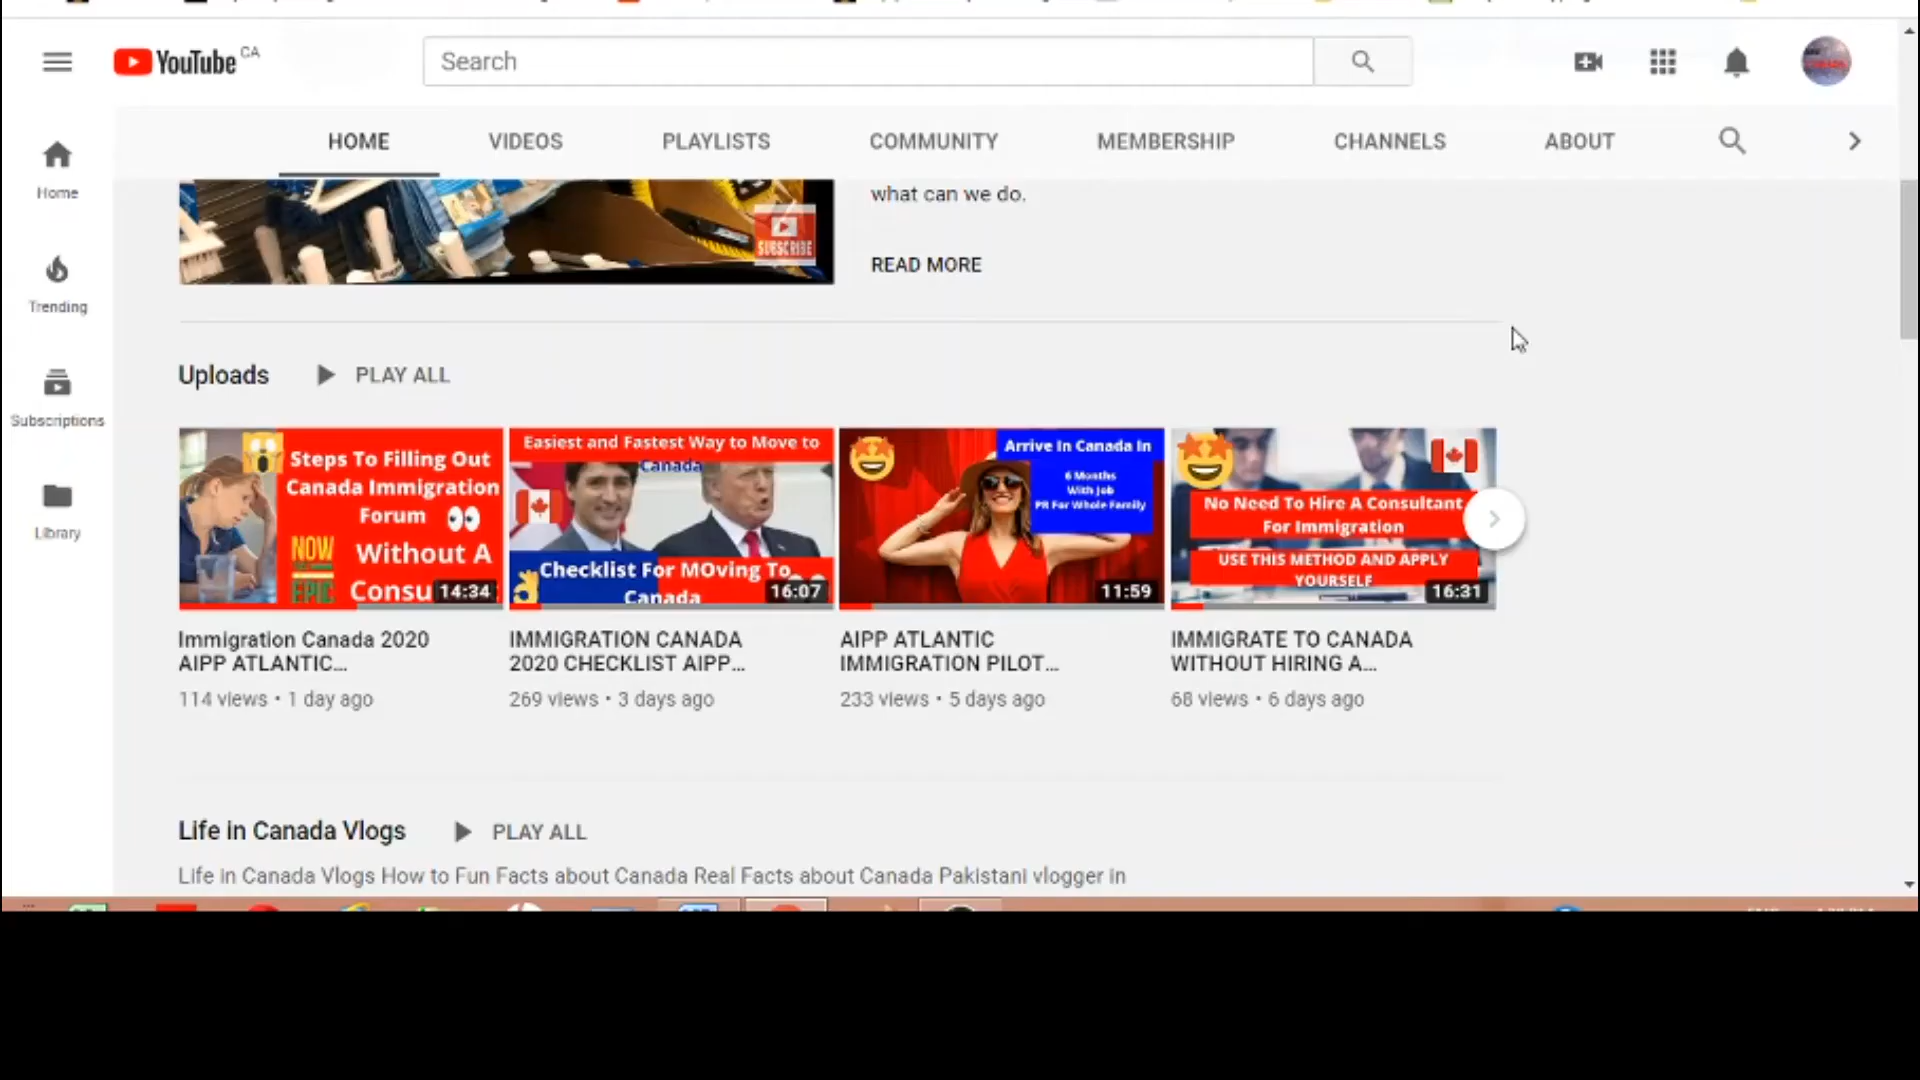 YouTube CA
Search
HOME VIDEOS PLAYLISTS COMMUNITY MEMBERSHIP CHANNELS ABOUT
Home
Trending
Subscriptions
Library
what can we do.
SUBSCRIBE
READ MORE
Uploads PLAY ALL
Steps To Filling Out
Canada Immigration
Forum
Without A
Consu
NOW
EPIC
14:34
Easiest and Fastest Way to Move to
Canada
Checklist For MOving To
Canada
16:07
Arrive In Canada In
6 Months
With Job
PR For Whole Family
11:59
No Need To Hire A Consultant
For Immigration
USE THIS METHOD AND APPLY
YOURSELF
16:31
Immigration Canada 2020
AIPP ATLANTIC...
114 views • 1 day ago
IMMIGRATION CANADA
2020 CHECKLIST AIPP...
269 views • 3 days ago
AIPP ATLANTIC
IMMIGRATION PILOT...
233 views • 5 days ago
IMMIGRATE TO CANADA
WITHOUT HIRING A...
68 views • 6 days ago
Life in Canada Vlogs PLAY ALL
Life in Canada Vlogs How to Fun Facts about Canada Real Facts about Canada Pakistani vlogger in